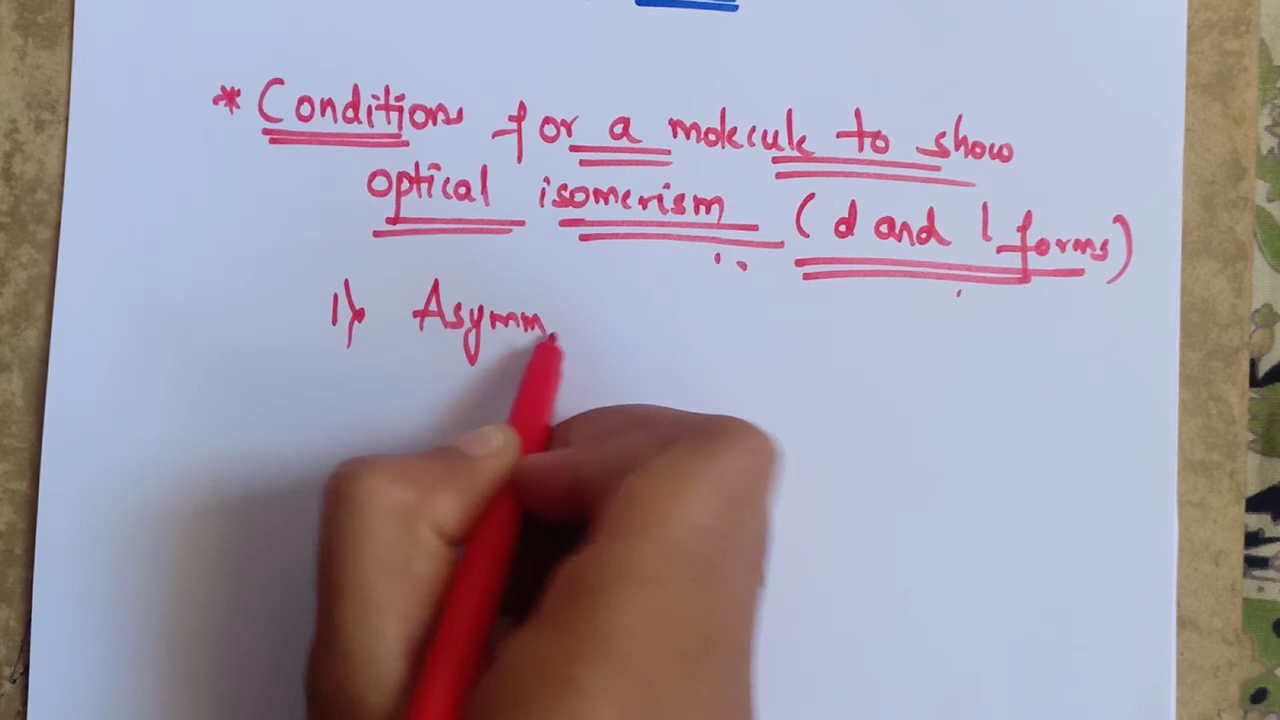 * Conditions for a molecule to show
optical isomerism (d and l forms)
1) Asymm